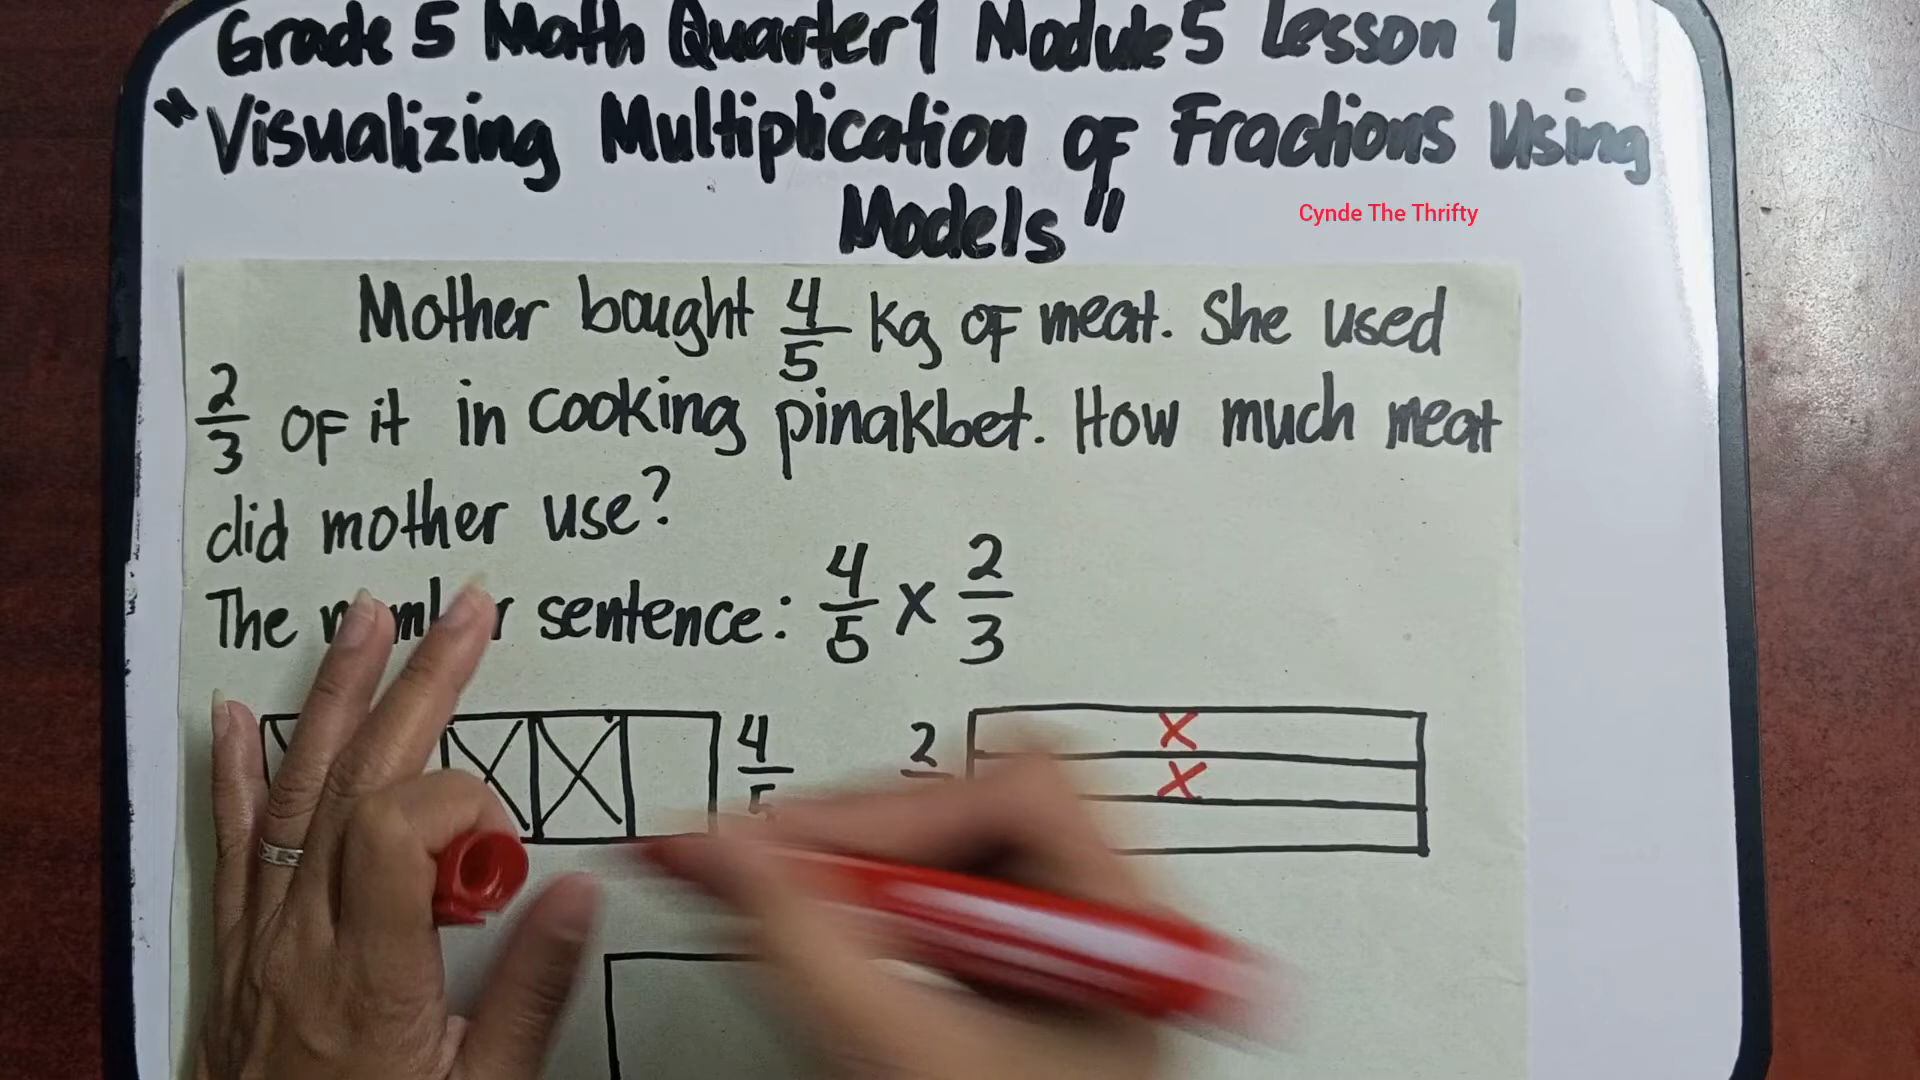 Grade 5 Math Quarter 1 Module 5 Lesson 1
"Visualizing Multiplication of Fractions Using
Models"
Cynde The Thrifty
Mother bought 4/5 kg of meat. She used
2/3 of it in cooking pinakbet. How much meat
did mother use?
The sentence: 4/5 x 2/3
4/5 2
X
X